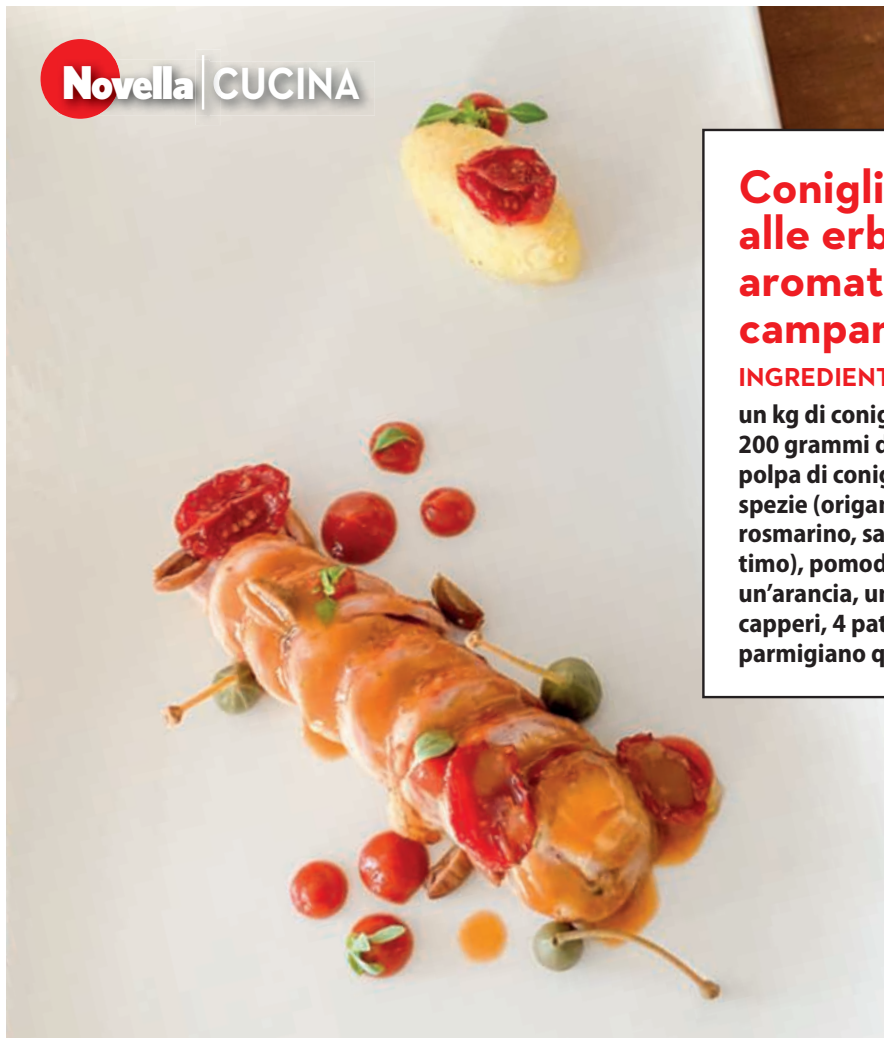 Novella CUCINA
Conigli
alle erb
aromat
campar
INGREDIENT
un kg di conig
200 grammi d
polpa di conig
spezie (origan
rosmarino, sa
timo), pomod
un’arancia, un
capperi, 4 pat
parmigiano q